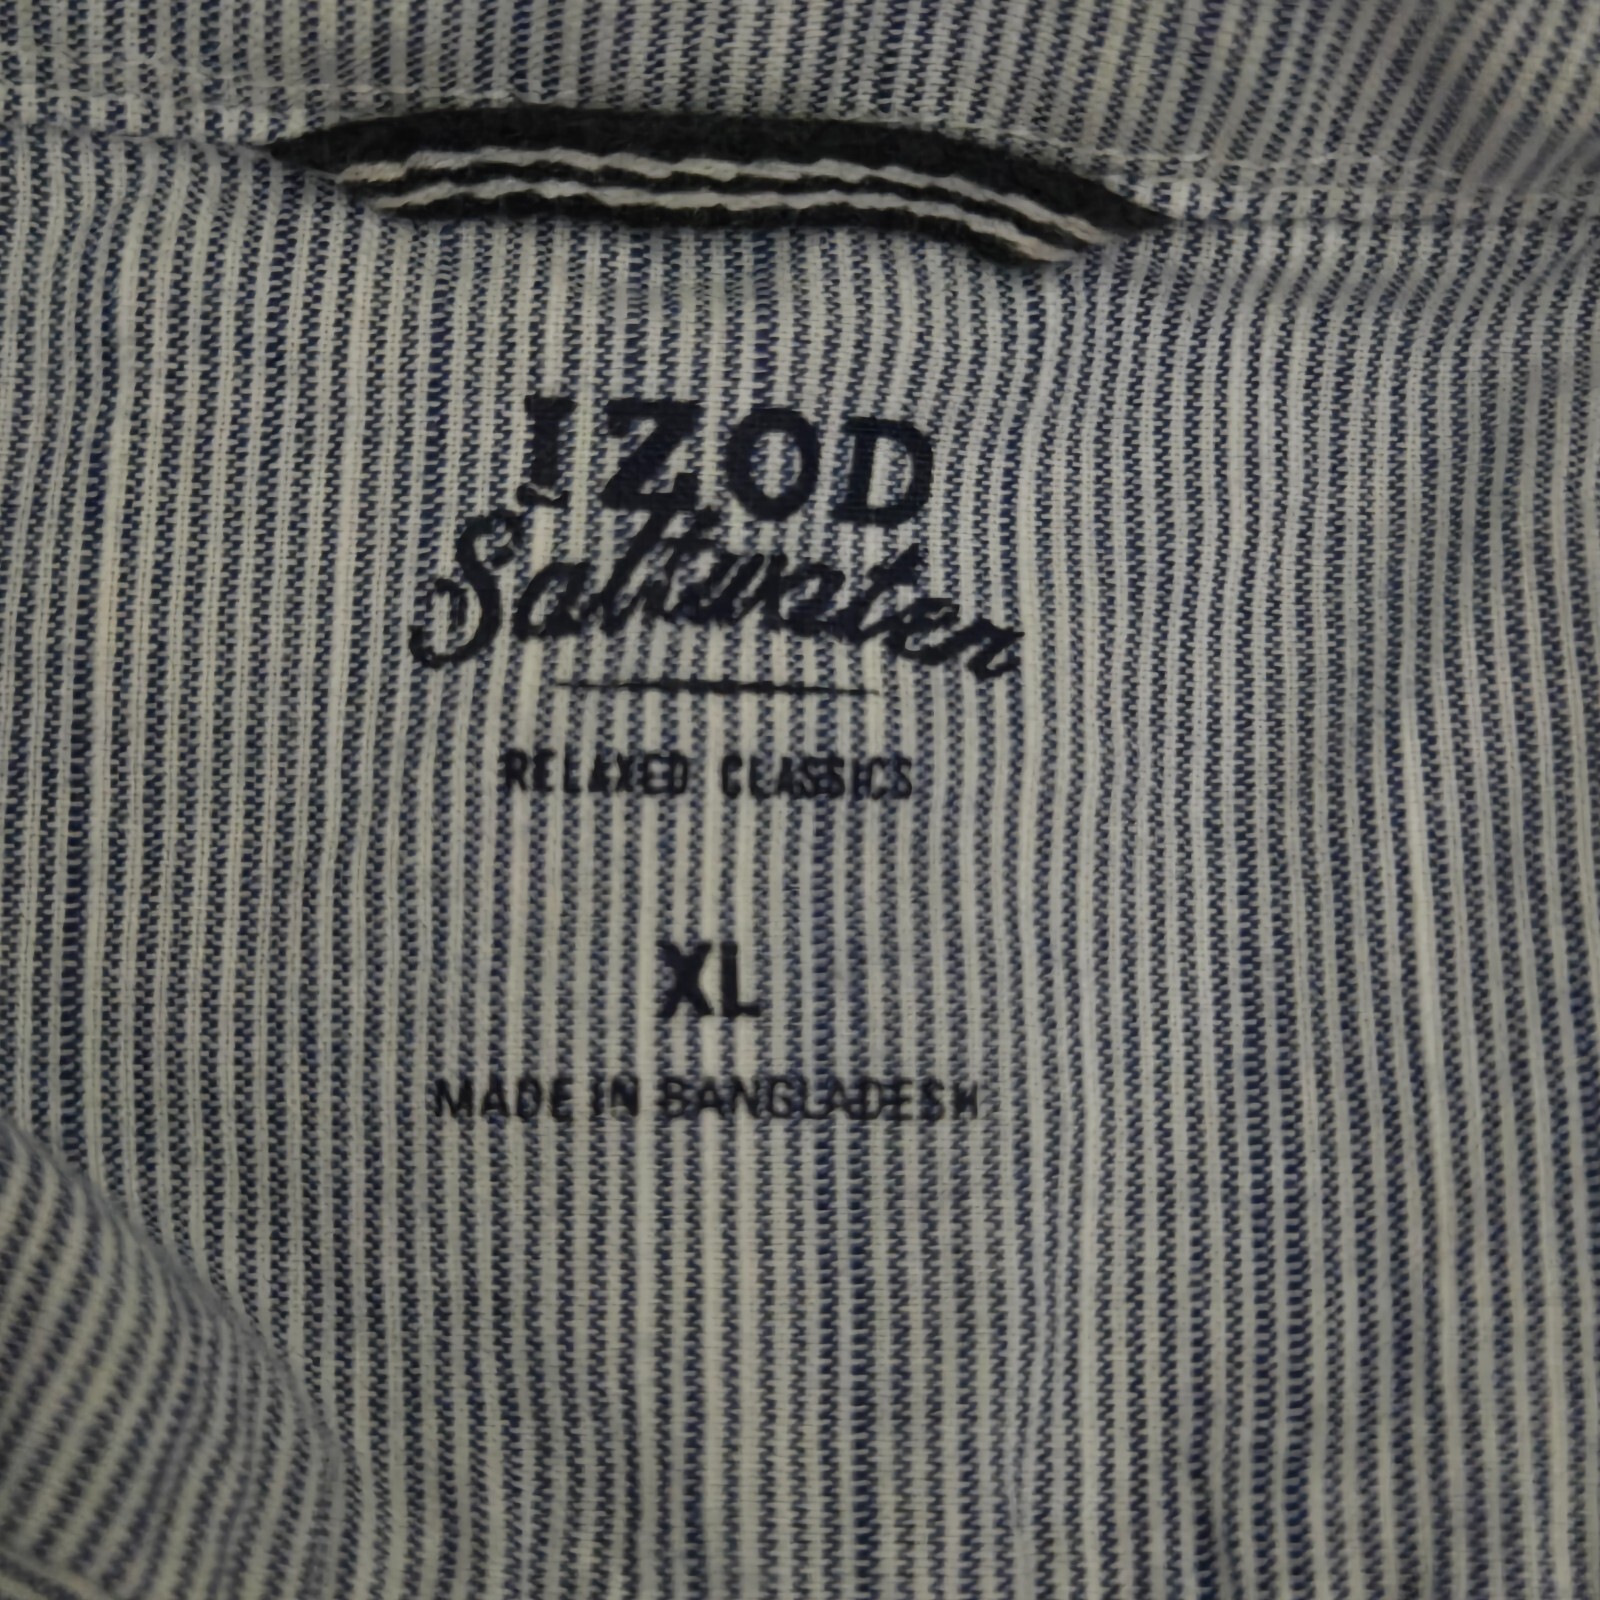 IZOD
Saltwater
RELAXED CLASSICS
XL
MADE IN BANGLADESH